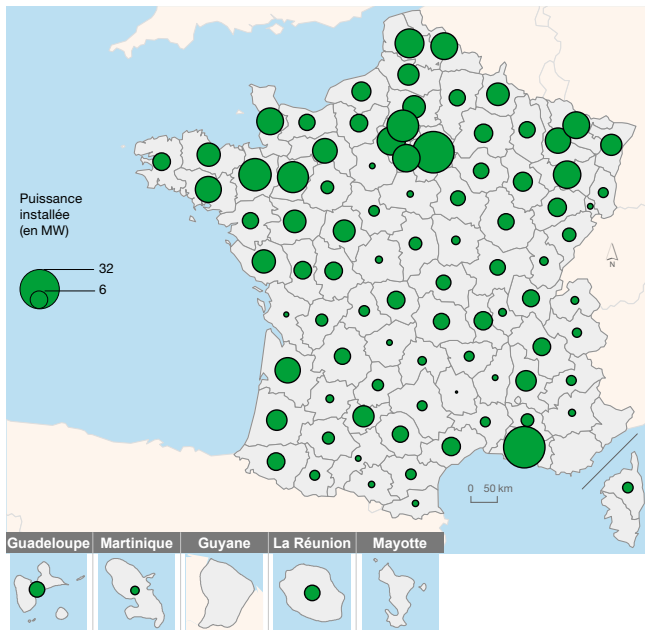 Puissance
installée
(en MW)
32
6
N
0 50 km
Guadeloupe Martinique Guyane La Réunion Mayotte